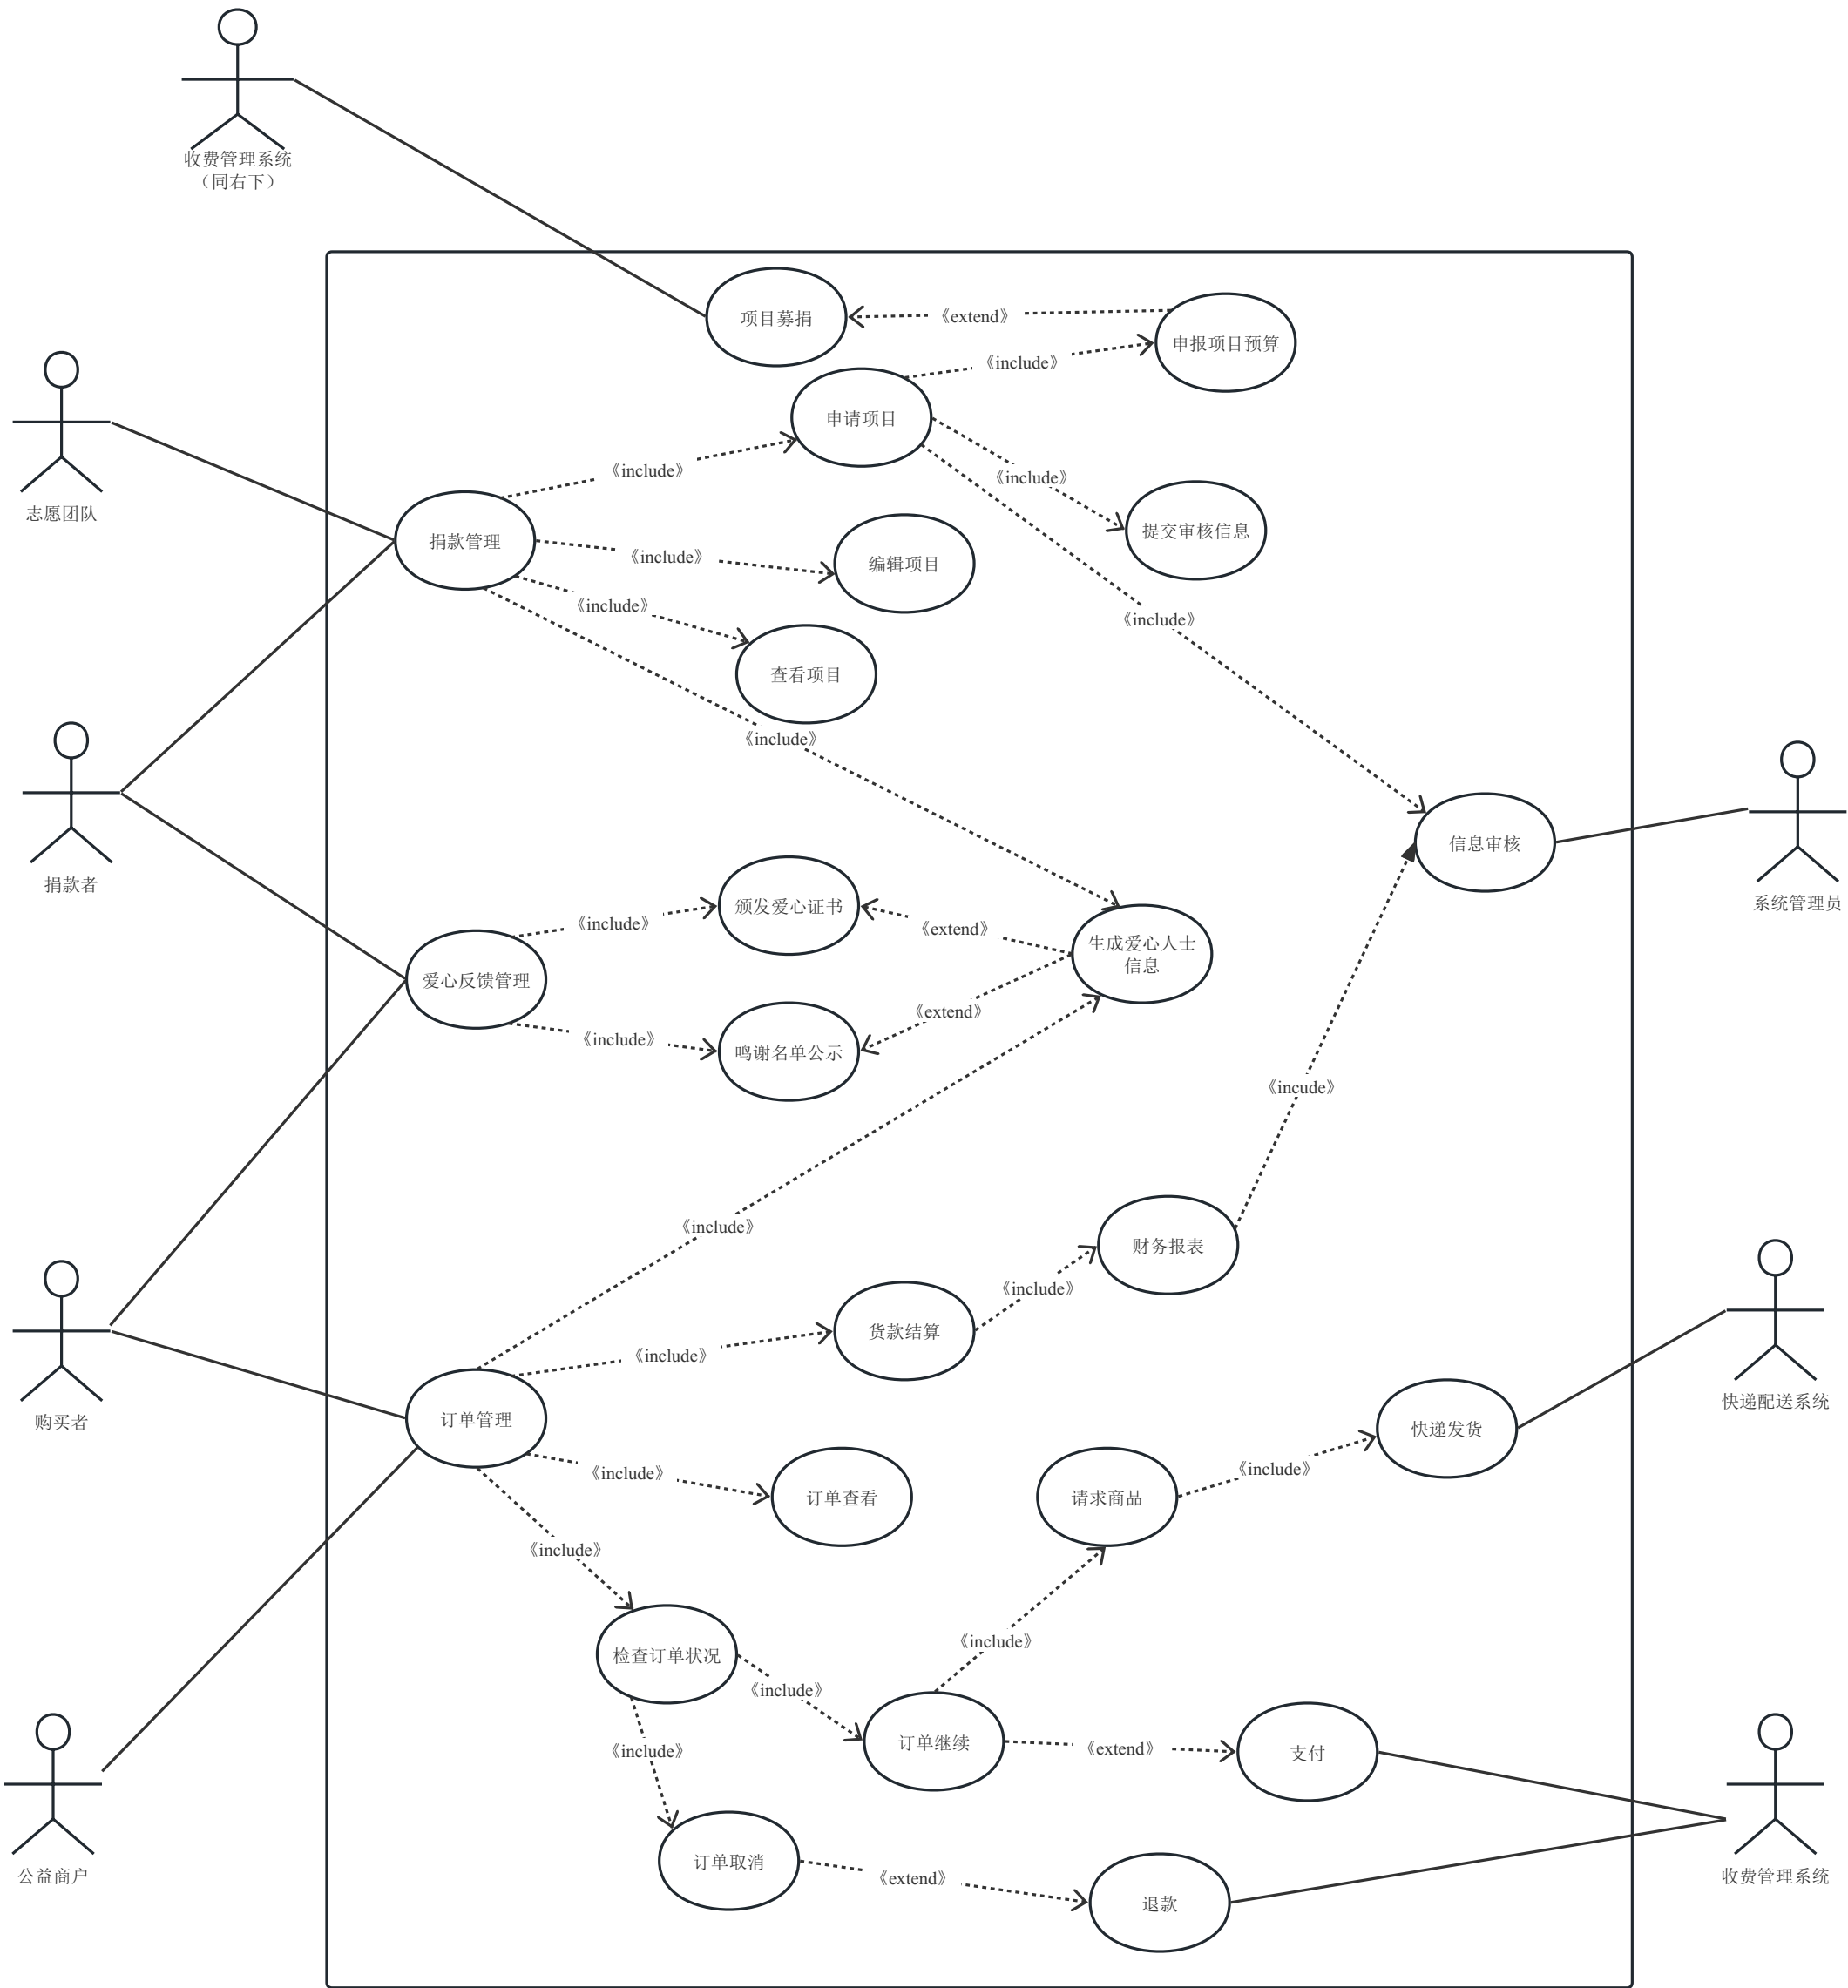 收费管理系统
（同右下）
项目募捐
《extend》
申报项目预算
《include》
申请项目
志愿团队
《include》
《include》
提交审核信息
捐款管理
《include》
编辑项目
《include》
《include》
查看项目
《include》
捐款者
信息审核
系统管理员
《include》
颁发爱心证书
《extend》
生成爱心人士
信息
爱心反馈管理
《extend》
《include》
鸣谢名单公示
《incude》
《include》
财务报表
《include》
货款结算
《include》
购买者
订单管理
快递配送系统
快递发货
《include》
《include》
订单查看
请求商品
《include》
《include》
检查订单状况
《include》
订单继续
《include》
《extend》
支付
公益商户
订单取消
《extend》
退款
收费管理系统